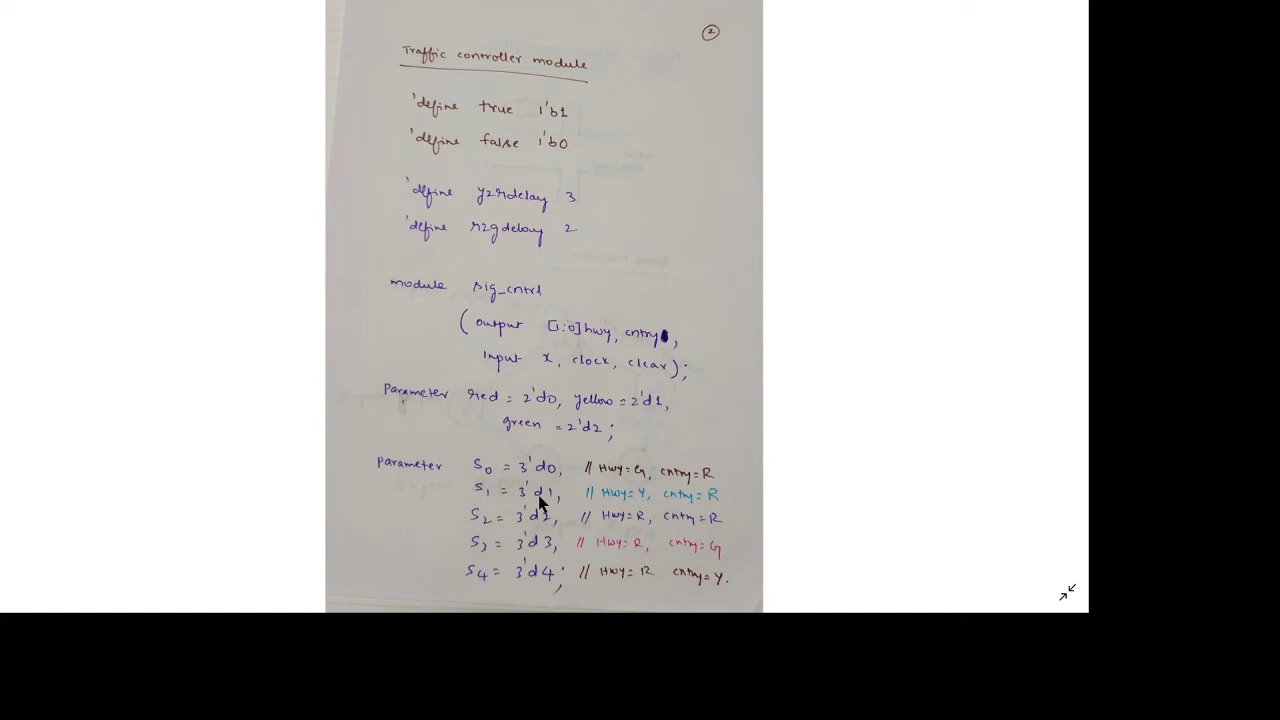 2
Traffic controller module
'define true 1'b1
'define false 1'b0
'define y2rdelay 3
'define r2gdelay 2
module sig_cntrl
(output [1:0]hwy, cntry,
input x, clock, clear);
Parameter red = 2'd0, yellow = 2'd1,
green = 2'd2;
Parameter S0 = 3'd0, // Hwy=G, cntry=R
S1 = 3'd1, // Hwy=Y, cntry=R
S2 = 3'd2, // Hwy=R, cntry=R
S3 = 3'd3, // Hwy=R, cntry=G
S4 = 3'd4; // Hwy=R cntry=Y.